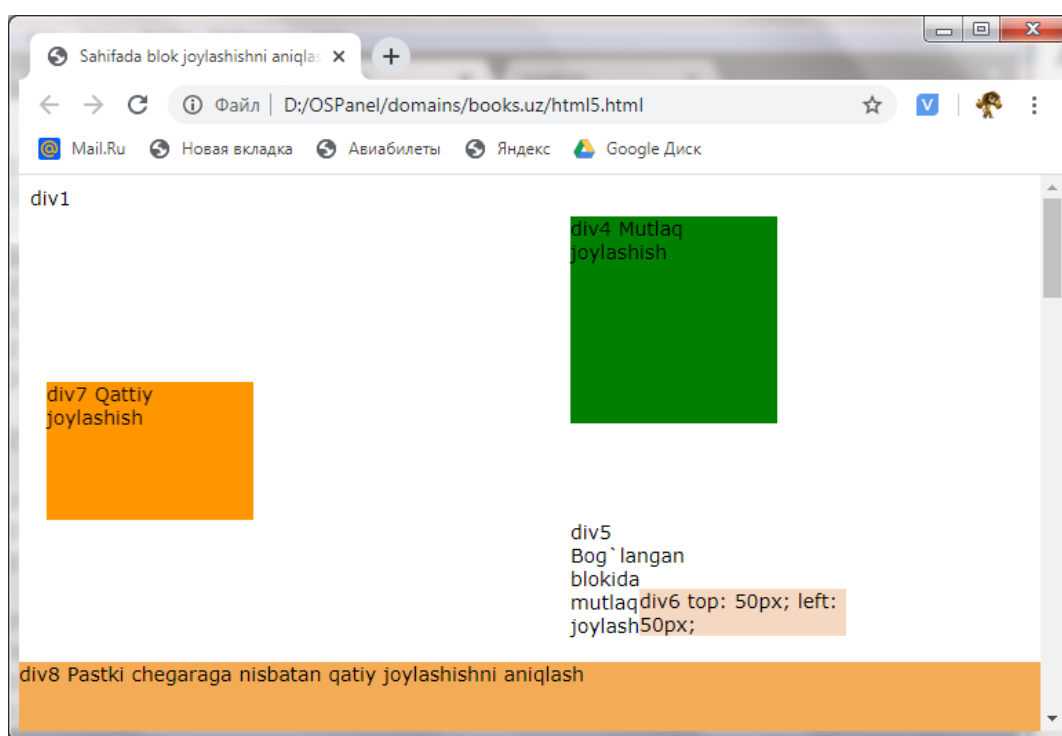 Sahifada blok joylashishni aniqlas
Файл | D:/OSPanel/domains/books.uz/html5.html
V
Mail.Ru Новая вкладка Авиабилеты Яндекс Google Диск
div1
div4 Mutlaq
joylashish
div7 Qattiy
joylashish
div5
Bog`langan
blokida
mutlaq
joylash
div6 top: 50px; left:
50px;
div8 Pastki chegaraga nisbatan qatiy joylashishni aniqlash